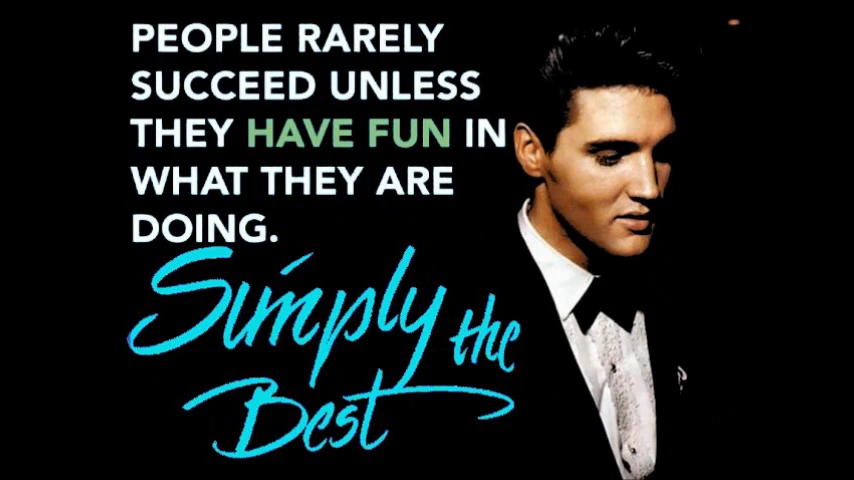 PEOPLE RARELY
SUCCEED UNLESS
THEY HAVE FUN IN
WHAT THEY ARE
DOING.
Simply the
Best